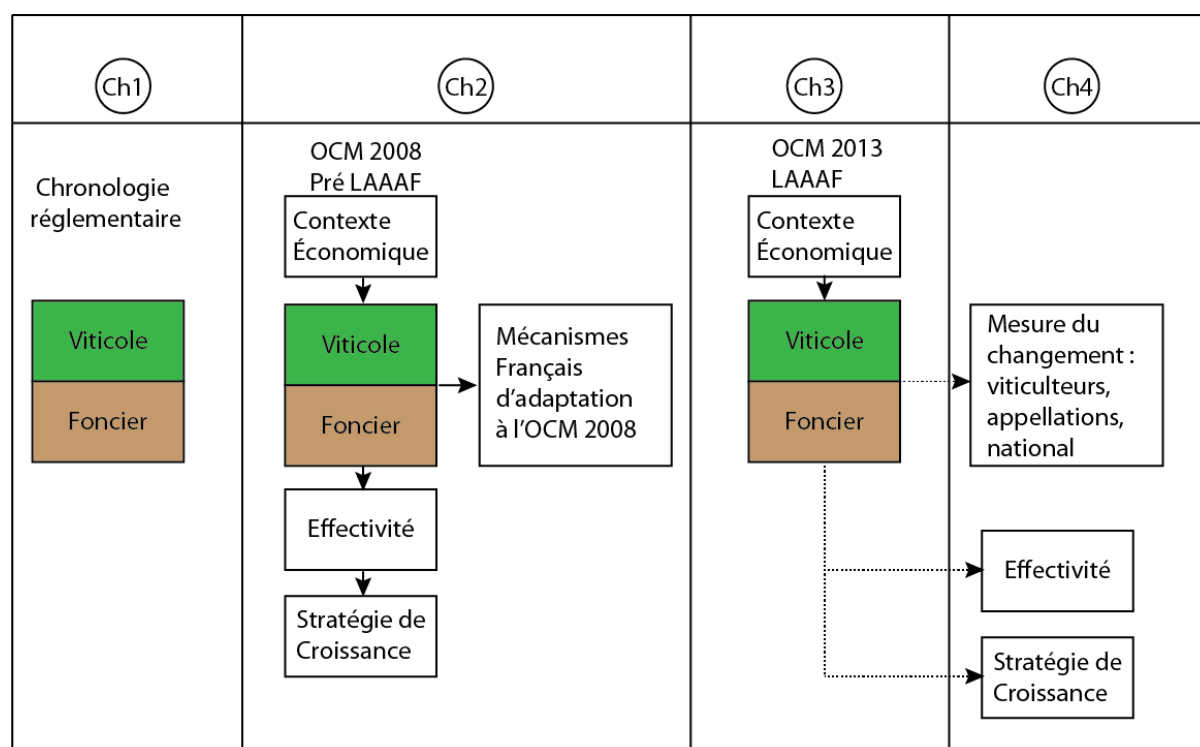 Ch1
Ch2
Ch3
Ch4
Chronologie
réglementaire
Viticole
Foncier
OCM 2008
Pré LAAAF
Contexte
Économique
Viticole
Foncier
Mécanismes
Français
d'adaptation
à l'OCM 2008
Effectivité
Stratégie de
Croissance
OCM 2013
LAAAF
Contexte
Économique
Viticole
Foncier
Mesure du
changement :
viticulteurs,
appellations,
national
Effectivité
Stratégie de
Croissance